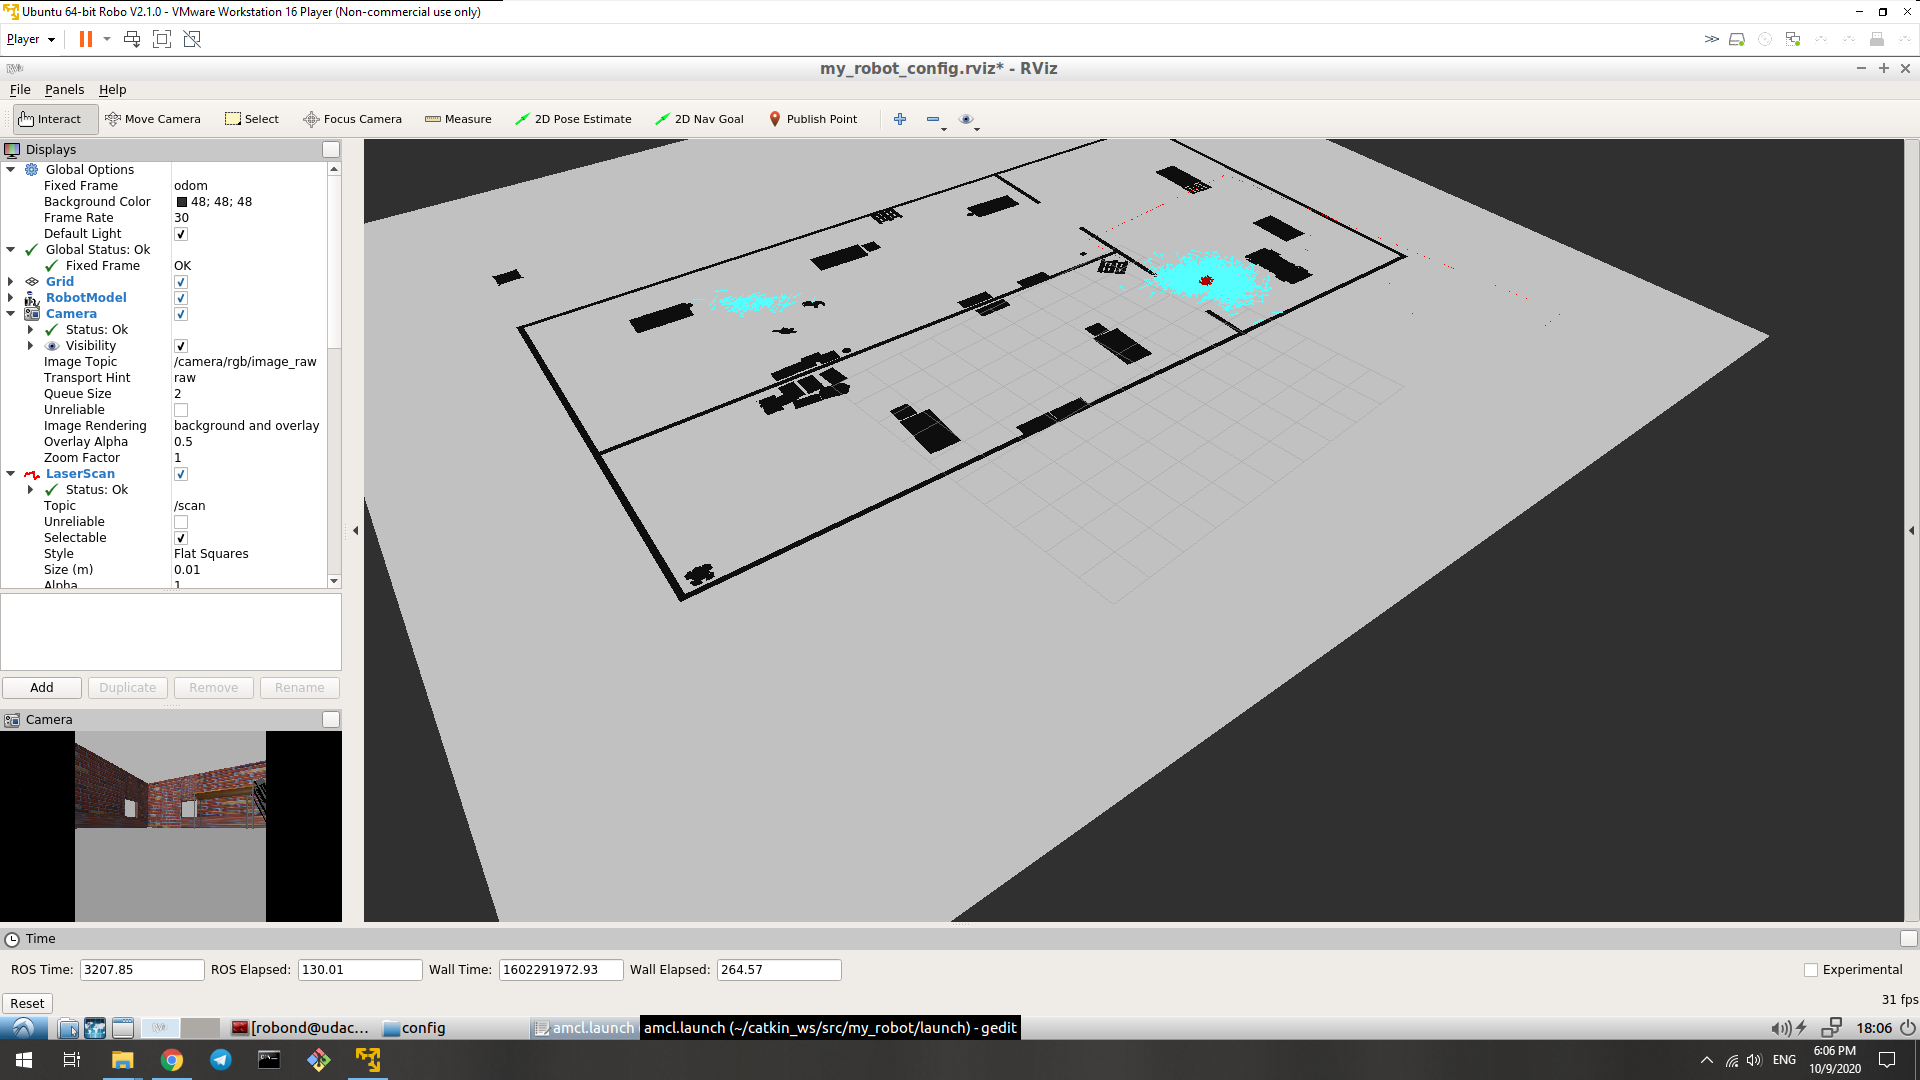 Ubuntu 64-bit Robo V2.1.0 - VMware Workstation 16 Player (Non-commercial use only)
Player
my_robot_config.rviz* - RViz
File Panels Help
Interact Move Camera Select Focus Camera Measure 2D Pose Estimate 2D Nav Goal Publish Point
Displays
Global Options
Fixed Frame odom
Background Color 48; 48; 48
Frame Rate 30
Default Light
Global Status: Ok
Fixed Frame OK
Grid
RobotModel
Camera
Status: Ok
Visibility
Image Topic /camera/rgb/image_raw
Transport Hint raw
Queue Size 2
Unreliable
Image Rendering background and overlay
Overlay Alpha 0.5
Zoom Factor 1
LaserScan
Status: Ok
Topic /scan
Unreliable
Selectable
Style Flat Squares
Size (m) 0.01
Alpha 1
Add Duplicate Remove Rename
Camera
Time
ROS Time: 3207.85 ROS Elapsed: 130.01 Wall Time: 1602291972.93 Wall Elapsed: 264.57 Experimental
Reset 31 fps
[robond@udac... config amcl.launch amcl.launch (~/catkin_ws/src/my_robot/launch) - gedit 18:06
ENG 6:06 PM
10/9/2020